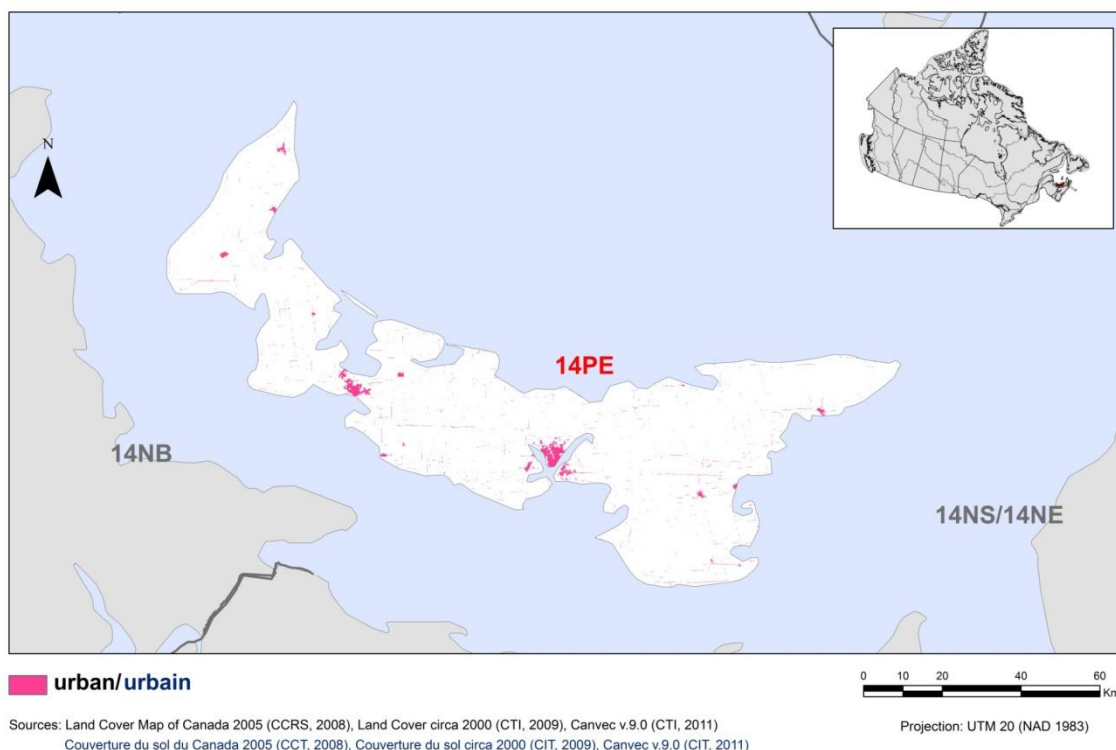 N
14PE
14NB
14NS/14NE
urban/urbain
0 10 20 40 60
Km
Sources: Land Cover Map of Canada 2005 (CCRS, 2008), Land Cover circa 2000 (CTI, 2009), Canvec v.9.0 (CTI, 2011)
Projection: UTM 20 (NAD 1983)
Couverture du sol du Canada 2005 (CCT, 2008), Couverture du sol circa 2000 (CIT, 2009), Canvec v.9.0 (CIT, 2011)